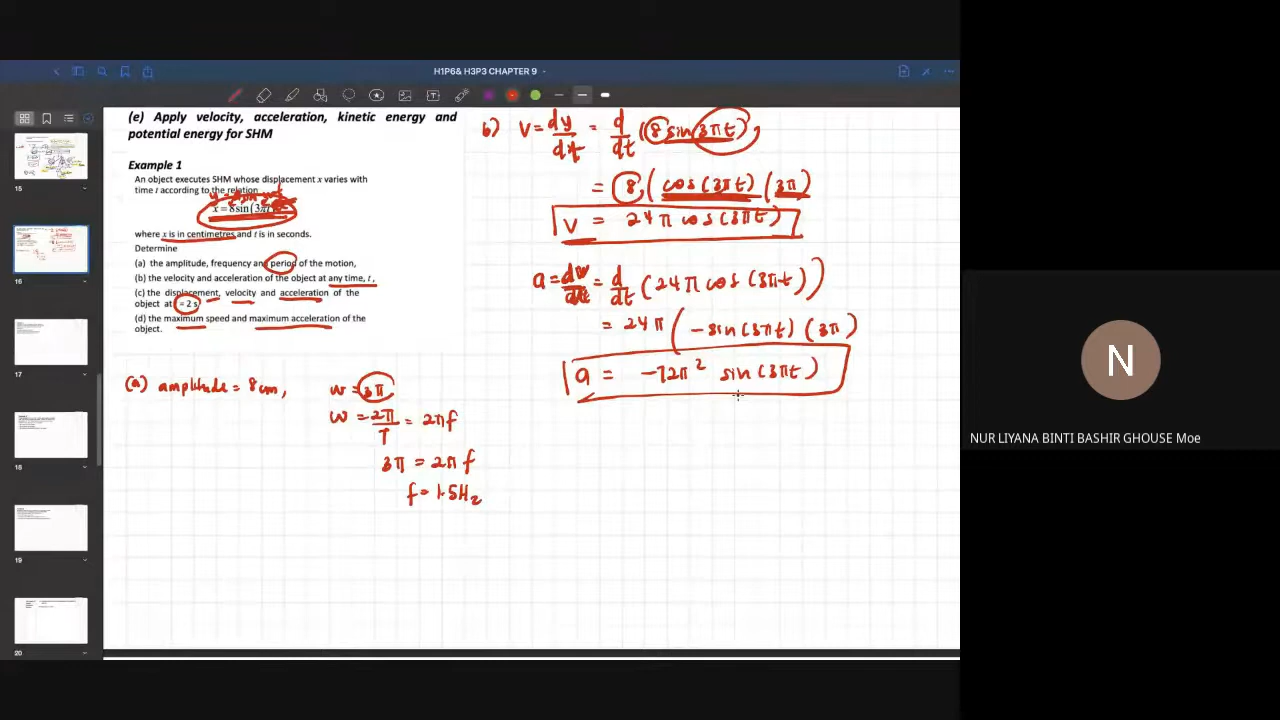 H1P6& H3P3 CHAPTER 9
(e) Apply velocity, acceleration, kinetic energy and
potential energy for SHM
Example 1
An object executes SHM whose displacement x varies with
time t according to the relation
x = 8sin(3πt)
where x is in centimetres and t is in seconds.
Determine
(a) the amplitude, frequency and period of the motion,
(b) the velocity and acceleration of the object at any time, t,
(c) the displacement, velocity and acceleration of the
object at = 2 s
(d) the maximum speed and maximum acceleration of the
object.
(a) amplitude = 8cm,
ω = 3π
ω = 2π/T = 2πf
3π = 2πf
f = 1.5Hz
b) v = dy/dt = d/dt (8 sin 3πt)
= 8 (cos (3πt) (3π)
v = 24π cos (3πt)
a = dv/dt = d/dt (24π cos (3πt))
= 24π (-sin (3πt) (3π)
a = -72π² sin (3πt)
15
16
17
18
19
20
N
NUR LIYANA BINTI BASHIR GHOUSE Moe